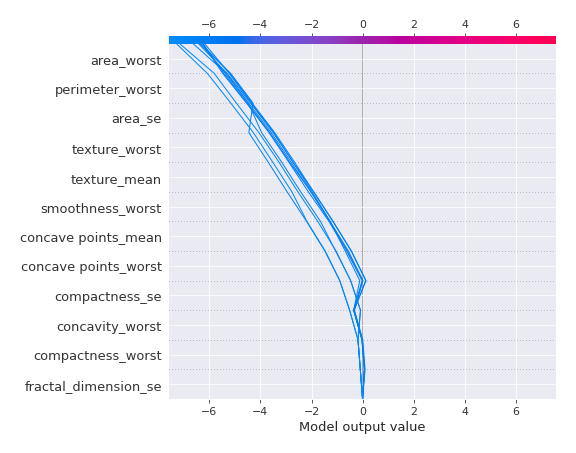 −6 −4 −2 0 2 4 6
area_worst
perimeter_worst
area_se
texture_worst
texture_mean
smoothness_worst
concave points_mean
concave points_worst
compactness_se
concavity_worst
compactness_worst
fractal_dimension_se
−6 −4 −2 0 2 4 6
Model output value